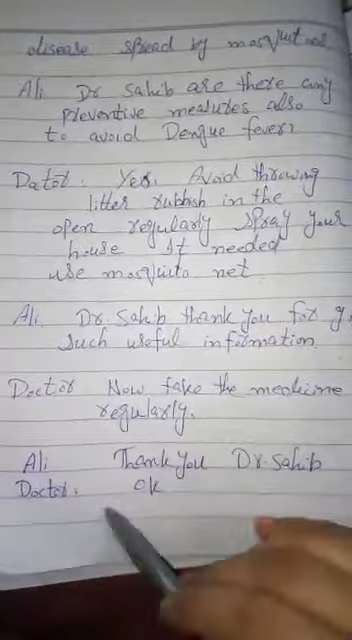 disease spread by mosquitoes.
Ali Dr Sahib are there any
preventive measures also
to avoid Dengue fever?
Doctor. Yes. Avoid throwing
litter rubbish in the
open regularly spray your
house If needed
use mosquito net
Ali. Dr. Sahib thank you for g
such useful information.
Doctor Now take the medicine
regularly.
Ali Thank you Dr. Sahib
Doctor. ok